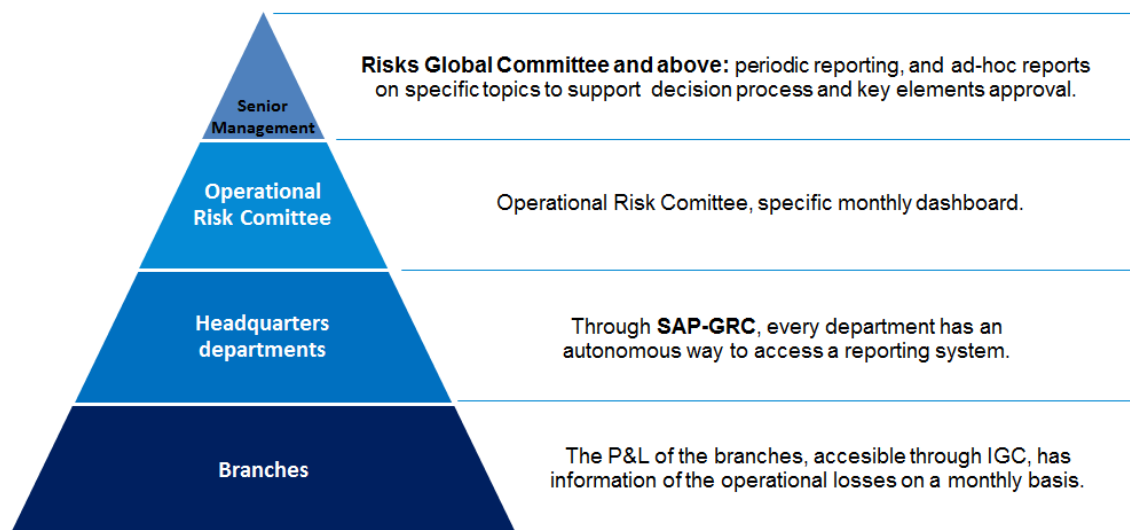 Senior
Management
Risks Global Committee and above: periodic reporting, and ad-hoc reports
on specific topics to support decision process and key elements approval.
Operational
Risk Comittee
Operational Risk Comittee, specific monthly dashboard.
Headquarters
departments
Through SAP-GRC, every department has an
autonomous way to access a reporting system.
Branches
The P&L of the branches, accesible through IGC, has
information of the operational losses on a monthly basis.